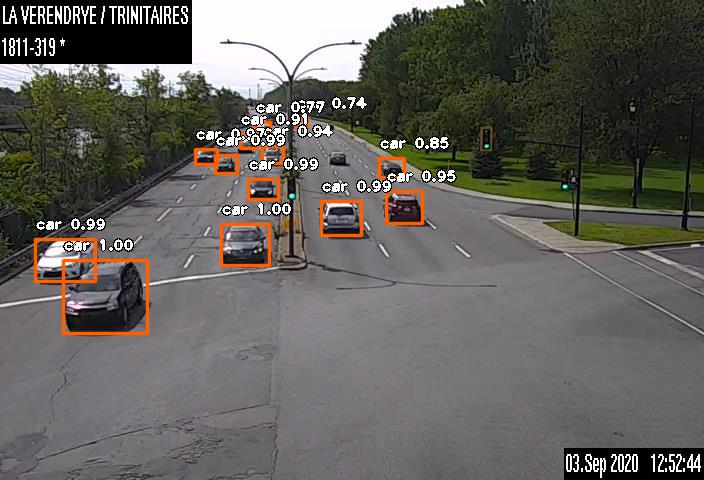 LA VERENDRYE / TRINITAIRES
1811-319 *
0.74
car 0.77
car 0.91
0.94
car 0.99
car 0.85
car 0.99
car 0.95
car 0.99
car 1.00
car 0.99
car 1.00
03.Sep 2020 12:52:44